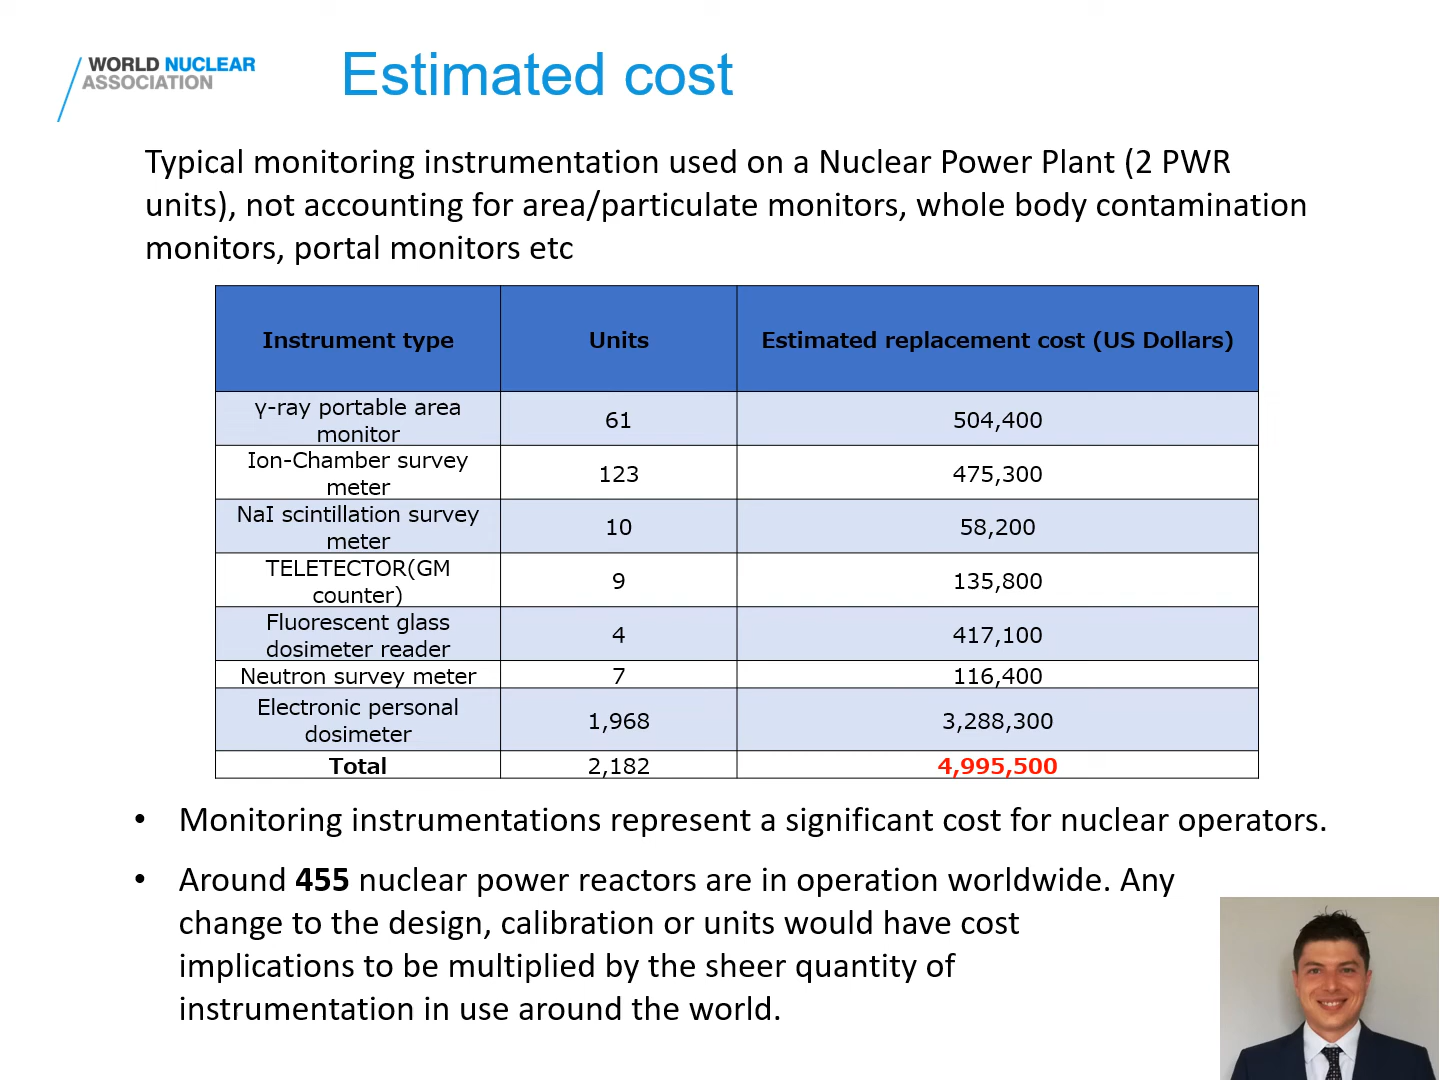 WORLD NUCLEAR
ASSOCIATION
Estimated cost
Typical monitoring instrumentation used on a Nuclear Power Plant (2 PWR
units), not accounting for area/particulate monitors, whole body contamination
monitors, portal monitors etc
Instrument type Units Estimated replacement cost (US Dollars)
γ-ray portable area
monitor 61 504,400
Ion-Chamber survey
meter 123 475,300
NaI scintillation survey
meter 10 58,200
TELETECTOR(GM
counter) 9 135,800
Fluorescent glass
dosimeter reader 4 417,100
Neutron survey meter 7 116,400
Electronic personal
dosimeter 1,968 3,288,300
Total 2,182 4,995,500
• Monitoring instrumentations represent a significant cost for nuclear operators.
• Around 455 nuclear power reactors are in operation worldwide. Any
change to the design, calibration or units would have cost
implications to be multiplied by the sheer quantity of
instrumentation in use around the world.